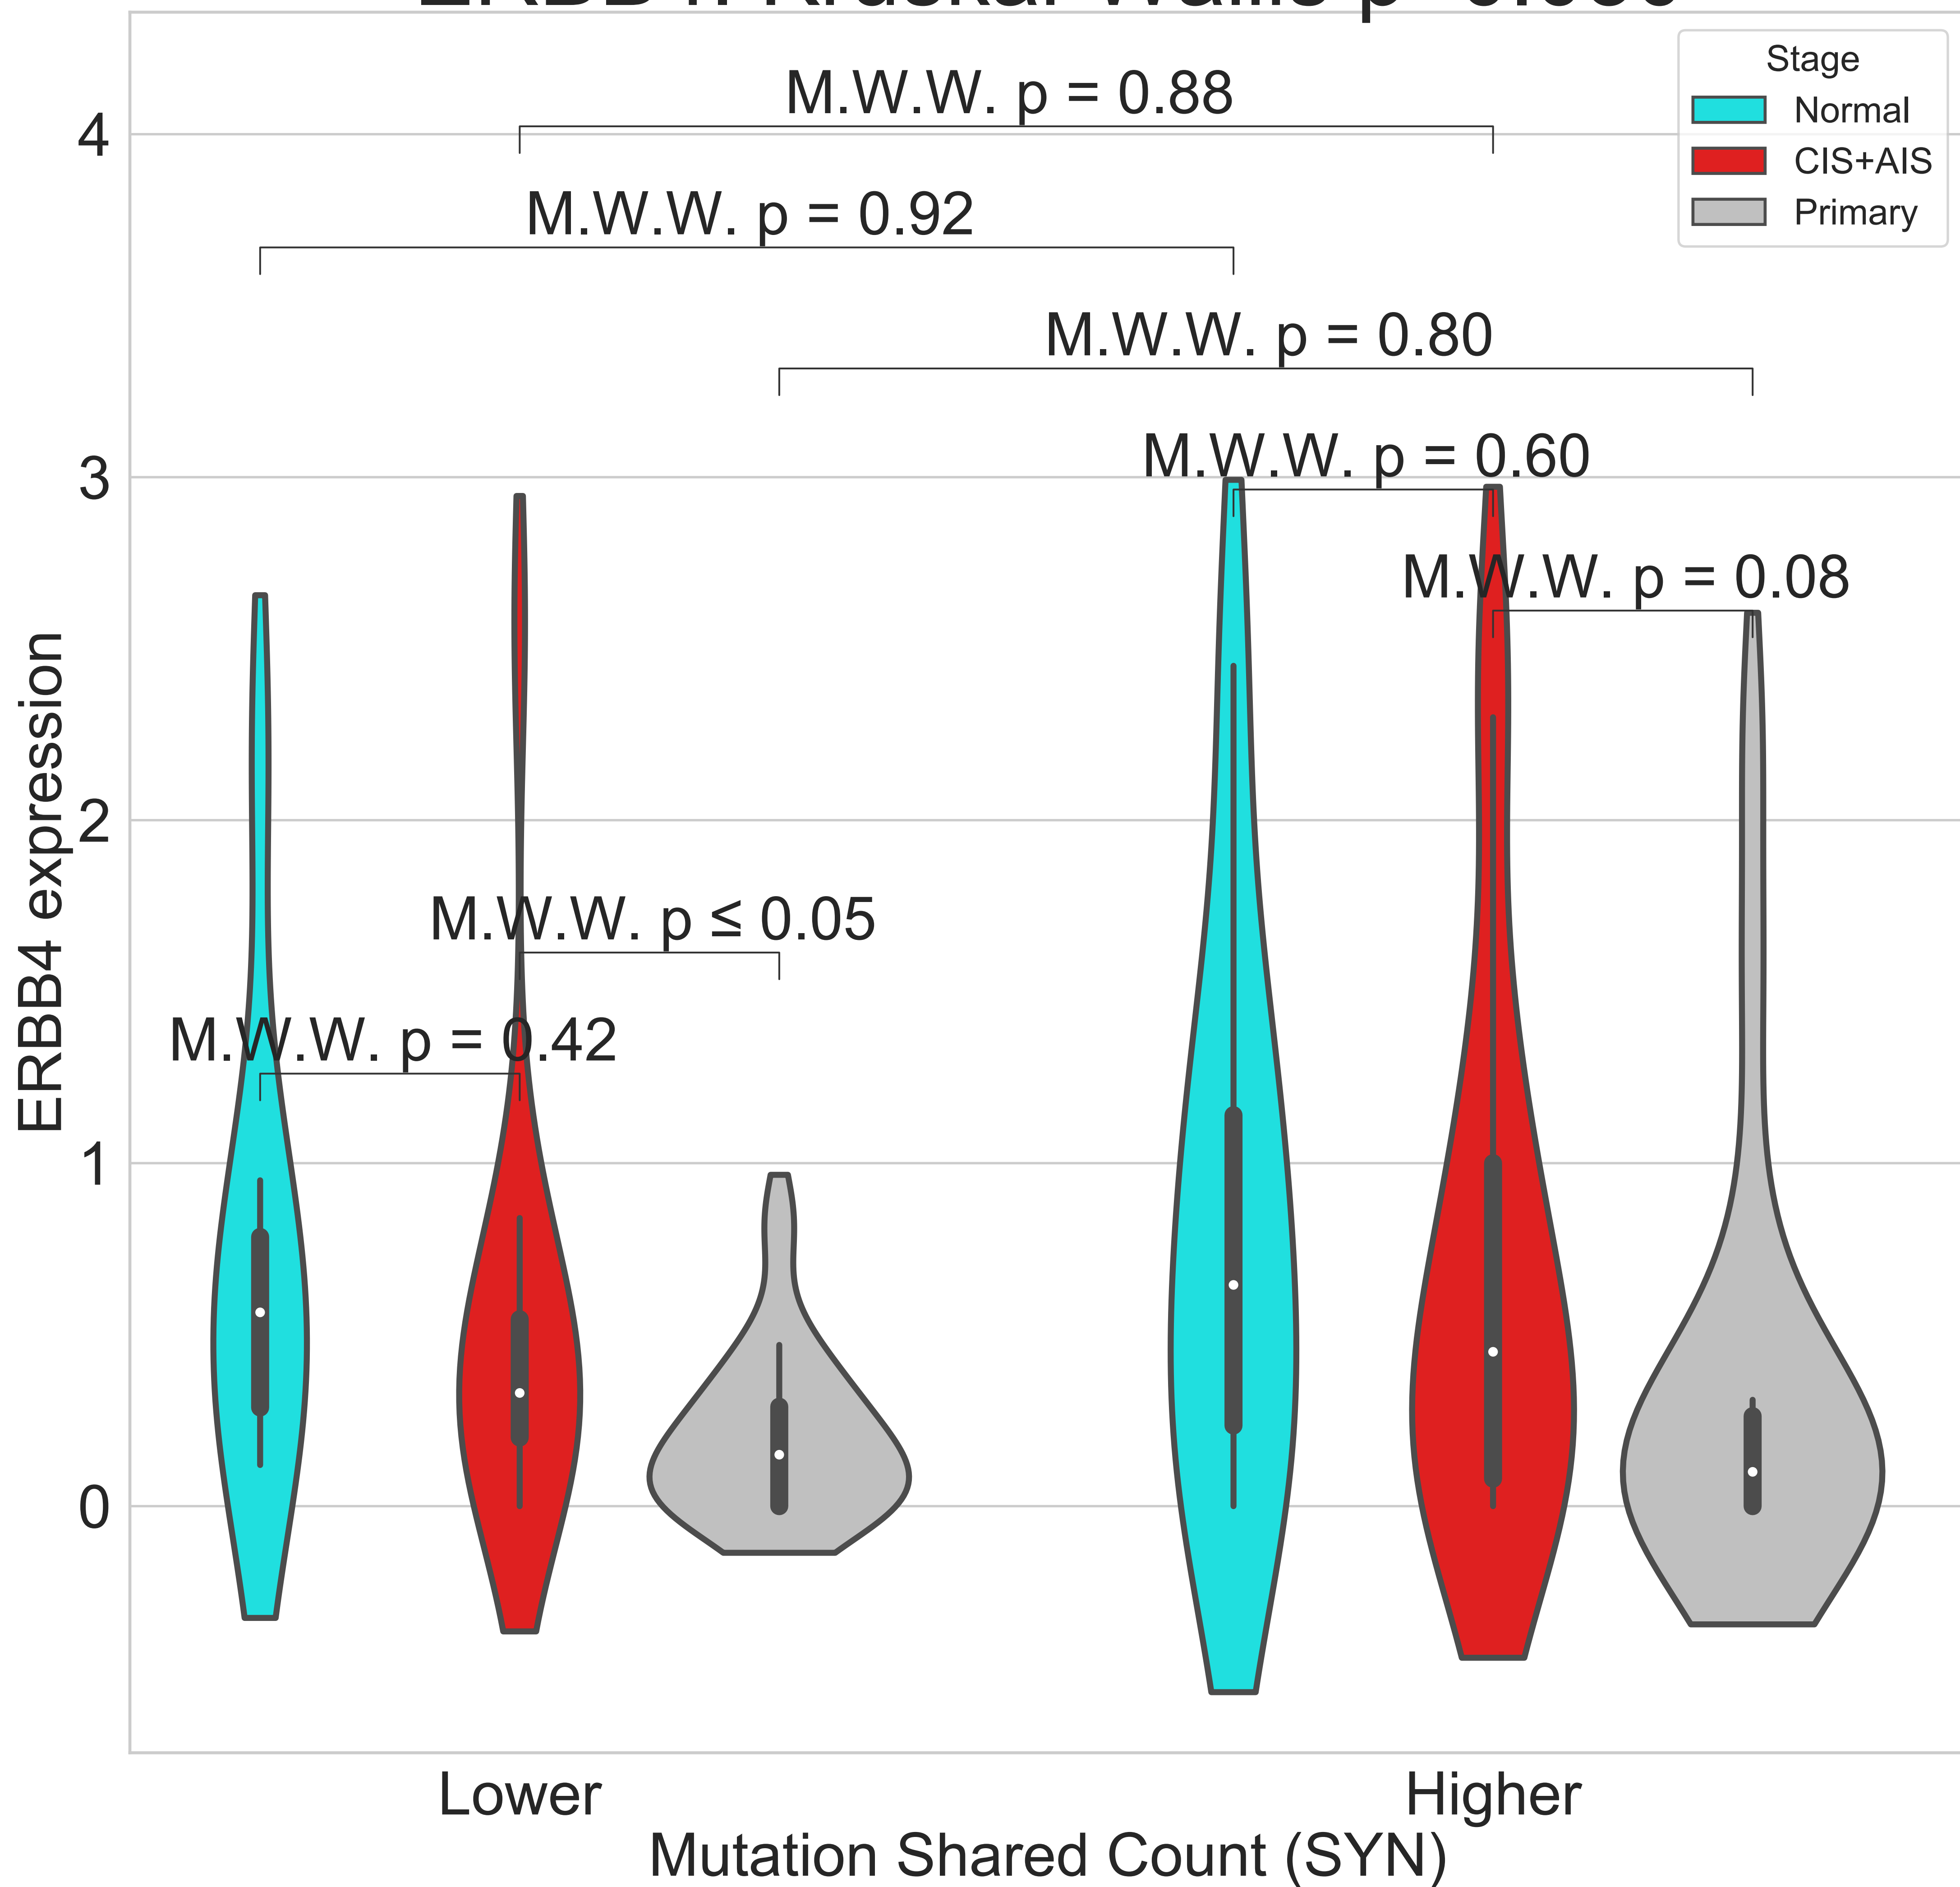 Stage
Normal
CIS+AIS
Primary
M.W.W. p = 0.88
M.W.W. p = 0.92
M.W.W. p = 0.80
M.W.W. p = 0.60
M.W.W. p = 0.08
M.W.W. p ≤ 0.05
M.W.W. p = 0.42
4
3
2
1
0
ERBB4 expression
Lower
Higher
Mutation Shared Count (SYN)